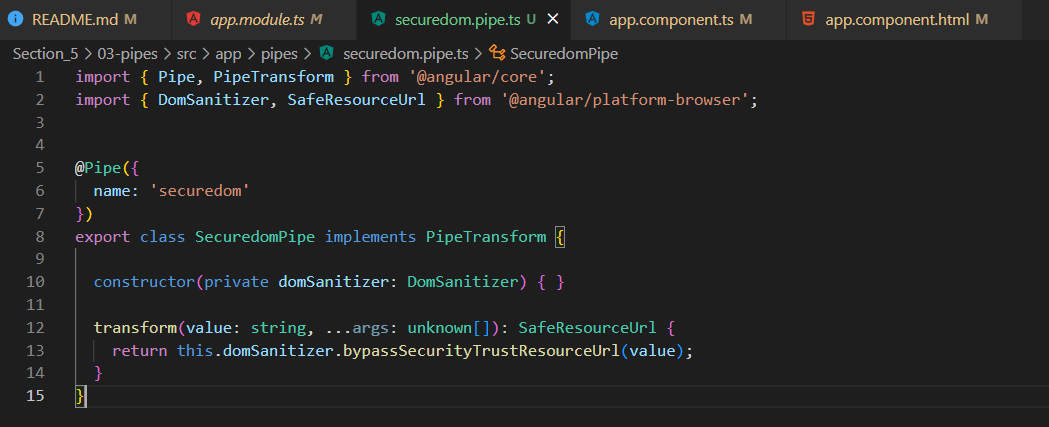 README.md M app.module.ts M securedom.pipe.ts U app.component.ts M app.component.html M
Section_5 > 03-pipes > src > app > pipes > securedom.pipe.ts > SecuredomPipe
1 import { Pipe, PipeTransform } from '@angular/core';
2 import { DomSanitizer, SafeResourceUrl } from '@angular/platform-browser';
3
4
5 @Pipe({
6 name: 'securedom'
7 })
8 export class SecuredomPipe implements PipeTransform {
9
10 constructor(private domSanitizer: DomSanitizer) { }
11
12 transform(value: string, ...args: unknown[]): SafeResourceUrl {
13 return this.domSanitizer.bypassSecurityTrustResourceUrl(value);
14 }
15 }